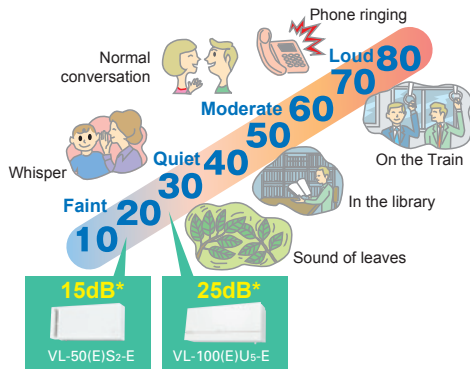 Phone ringing
Normal
conversation
Loud 80
70
Moderate 60
50
On the Train
Whisper
Quiet 40
30
In the library
Faint 20
10
Sound of leaves
15dB*
VL-50(E)S2-E
25dB*
VL-100(E)U5-E